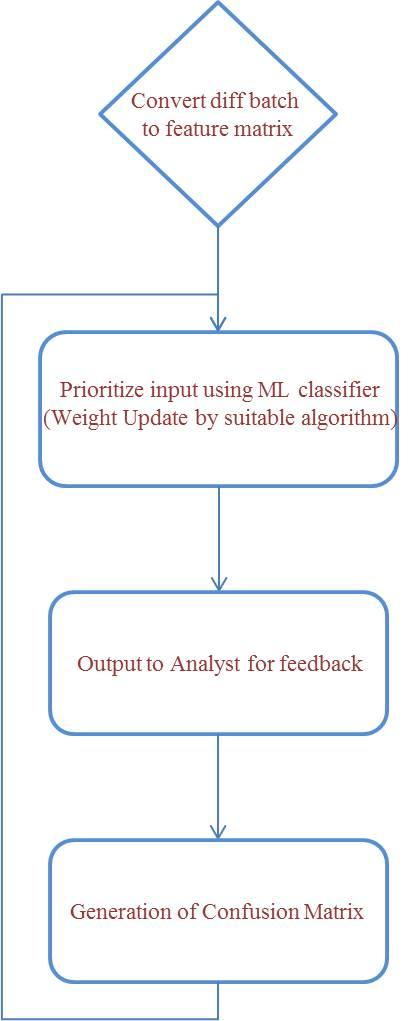 Convert diff batch
to feature matrix
Prioritize input using ML classifier
(Weight Update by suitable algorithm)
Output to Analyst for feedback
Generation of Confusion Matrix